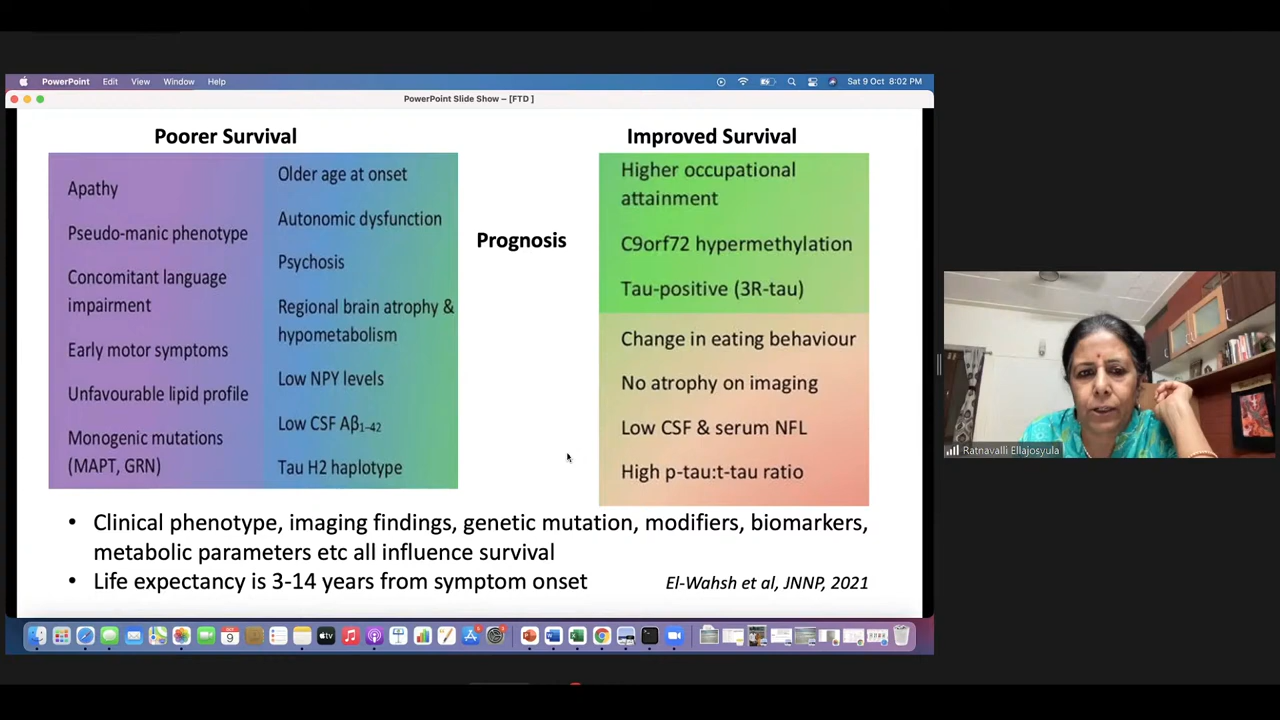 PowerPoint Edit View Window Help
Sat 9 Oct 8:02 PM
PowerPoint Slide Show – [FTD ]
Poorer Survival
Apathy
Pseudo-manic phenotype
Concomitant language
impairment
Early motor symptoms
Unfavourable lipid profile
Monogenic mutations
(MAPT, GRN)
Older age at onset
Autonomic dysfunction
Psychosis
Regional brain atrophy &
hypometabolism
Low NPY levels
Low CSF Aβ₁₋₄₂
Tau H2 haplotype
Prognosis
Improved Survival
Higher occupational
attainment
C9orf72 hypermethylation
Tau-positive (3R-tau)
Change in eating behaviour
No atrophy on imaging
Low CSF & serum NFL
High p-tau:t-tau ratio
• Clinical phenotype, imaging findings, genetic mutation, modifiers, biomarkers,
metabolic parameters etc all influence survival
• Life expectancy is 3-14 years from symptom onset
El-Wahsh et al, JNNP, 2021
Ratnavalli Ellajosyula